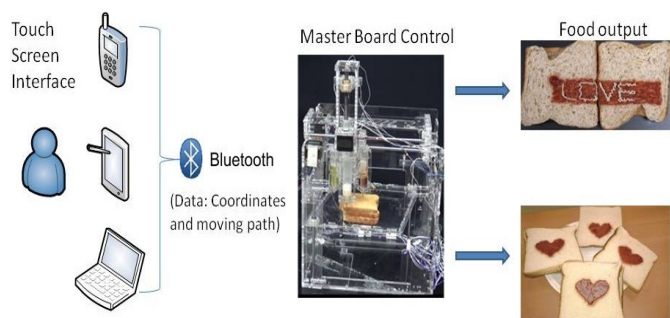 Touch
Screen
Interface
Bluetooth
(Data: Coordinates
and moving path)
Master Board Control
Food output
LOVE